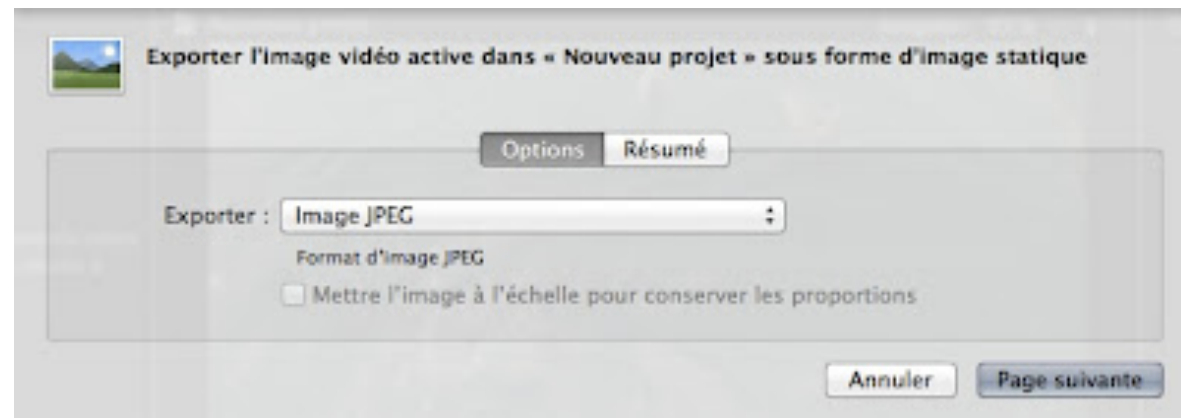 Exporter l'image vidéo active dans « Nouveau projet » sous forme d'image statique
Options Résumé
Exporter : Image JPEG
Format d'image JPEG
Mettre l'image à l'échelle pour conserver les proportions
Annuler Page suivante